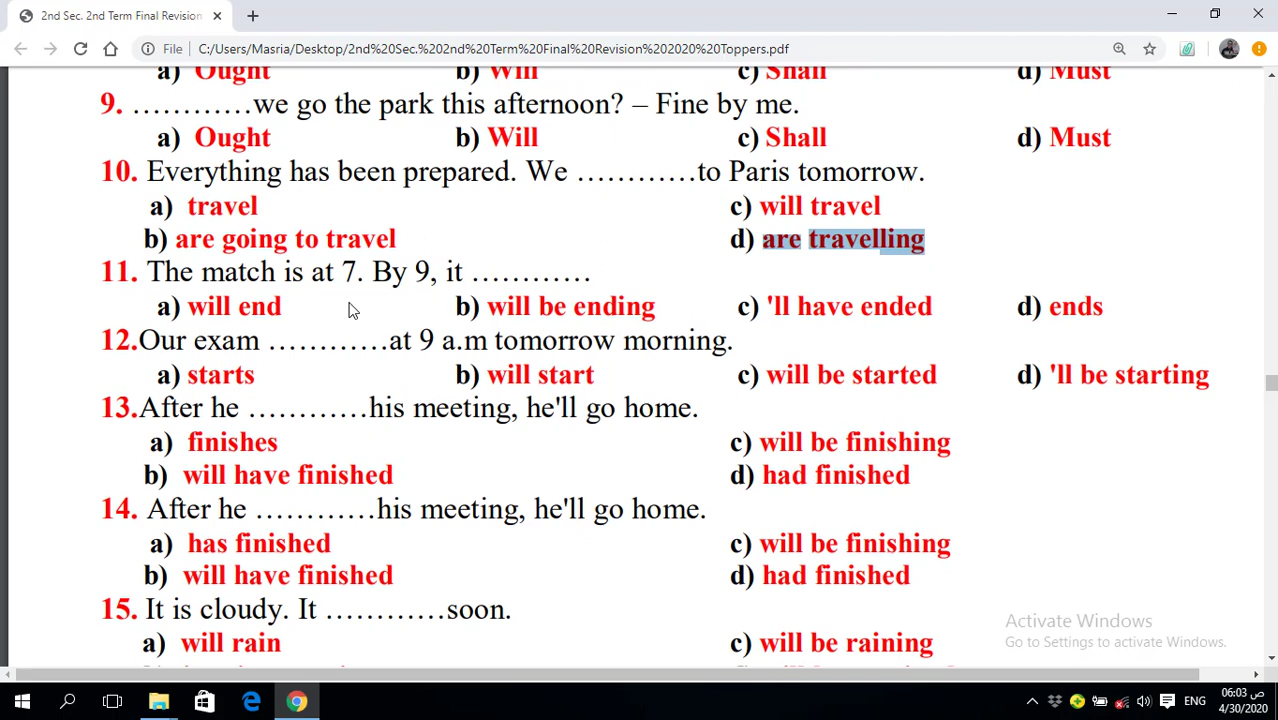 2nd Sec. 2nd Term Final Revision
File C:/Users/Masria/Desktop/2nd%20Sec.%202nd%20Term%20Final%20Revision%202020%20Toppers.pdf
a) Ought b) Will c) Shall d) Must
9. …………we go the park this afternoon? – Fine by me.
a) Ought b) Will c) Shall d) Must
10. Everything has been prepared. We …………to Paris tomorrow.
a) travel c) will travel
b) are going to travel d) are travelling
11. The match is at 7. By 9, it …………
a) will end b) will be ending c) 'll have ended d) ends
12.Our exam …………at 9 a.m tomorrow morning.
a) starts b) will start c) will be started d) 'll be starting
13.After he …………his meeting, he'll go home.
a) finishes c) will be finishing
b) will have finished d) had finished
14. After he …………his meeting, he'll go home.
a) has finished c) will be finishing
b) will have finished d) had finished
15. It is cloudy. It …………soon.
a) will rain c) will be raining
Activate Windows
Go to Settings to activate Windows.
ENG
06:03 ص
4/30/2020